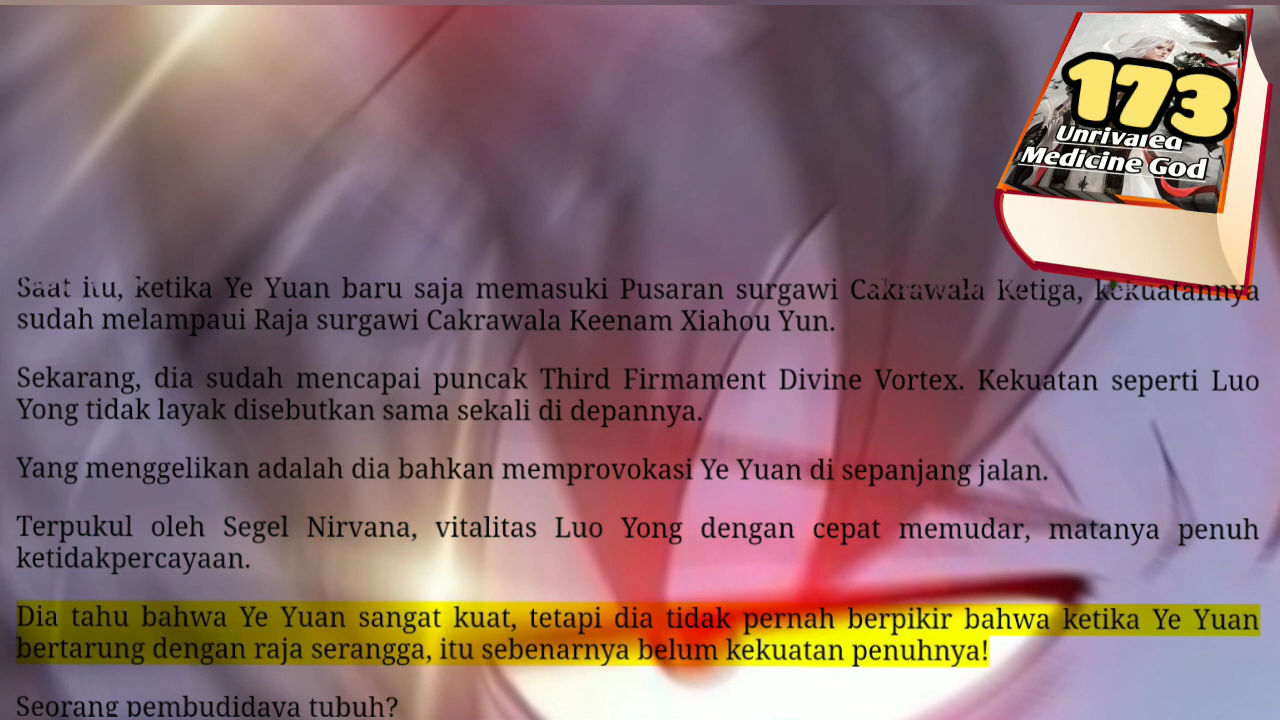 173
Unrivaled
Medicine God
Saat itu, ketika Ye Yuan baru saja memasuki Pusaran surgawi Cakrawala Ketiga, kekuatannya
sudah melampaui Raja surgawi Cakrawala Keenam Xiahou Yun.
Sekarang, dia sudah mencapai puncak Third Firmament Divine Vortex. Kekuatan seperti Luo
Yong tidak layak disebutkan sama sekali di depannya.
Yang menggelikan adalah dia bahkan memprovokasi Ye Yuan di sepanjang jalan.
Terpukul oleh Segel Nirvana, vitalitas Luo Yong dengan cepat memudar, matanya penuh
ketidakpercayaan.
Dia tahu bahwa Ye Yuan sangat kuat, tetapi dia tidak pernah berpikir bahwa ketika Ye Yuan
bertarung dengan raja serangga, itu sebenarnya belum kekuatan penuhnya!
Seorang pembudidaya tubuh?